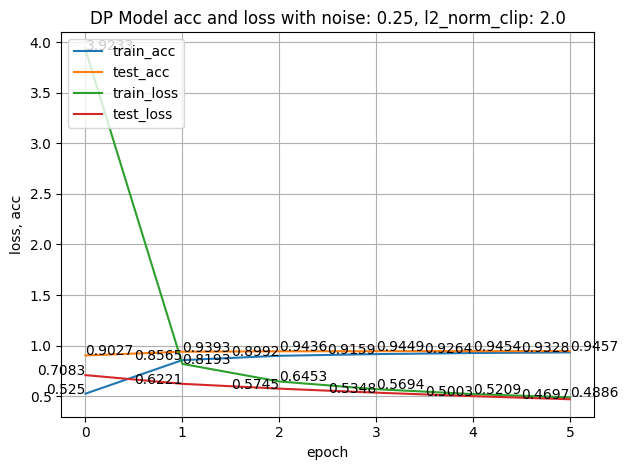 DP Model acc and loss with noise: 0.25, l2_norm_clip: 2.0
4.0
3.5
3.0
2.5
2.0
1.5
1.0
0.5
loss, acc
3.9233
train_acc
test_acc
train_loss
test_loss
0.9027 0.9393 0.9436 0.9449 0.9454 0.9457
0.525 0.8565 0.8992 0.9159 0.9264 0.9328
0.8193 0.6453 0.5694 0.5209 0.4886
0.7083 0.6221 0.5745 0.5348 0.5003 0.4697
0 1 2 3 4 5
epoch